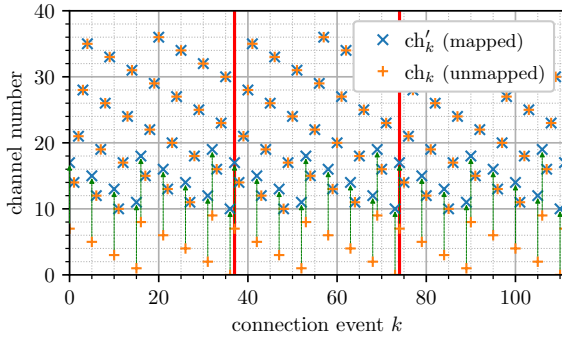 40
30
20
10
0
channel number
ch′ₖ (mapped)
chₖ (unmapped)
0 20 40 60 80 100
connection event k